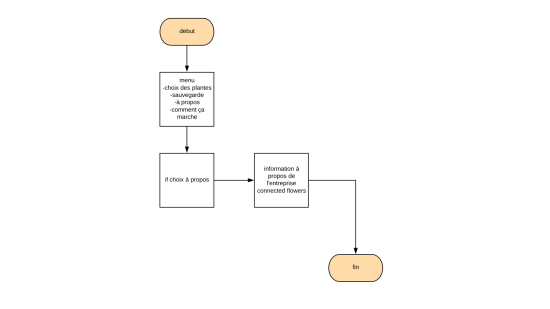 debut
menu
-choix des plantes
-sauvegarde
-à propos
-comment ça
marche
if choix à propos
information à
propos de
l'entreprise
connected flowers
fin